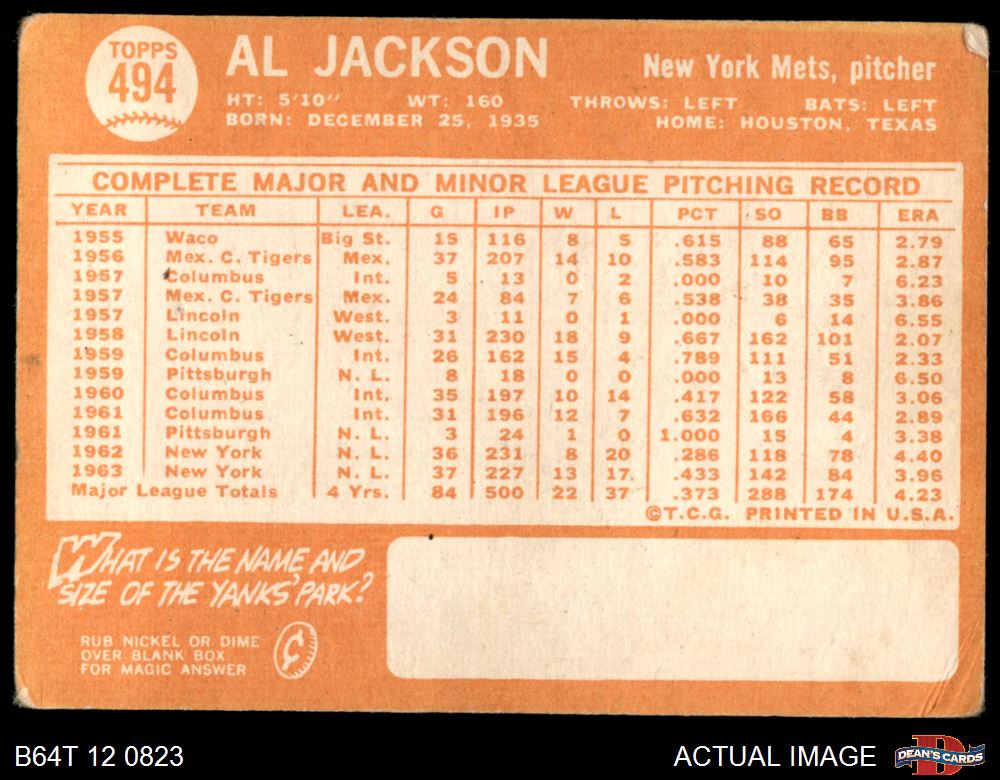 TOPPS
494
AL JACKSON
New York Mets, pitcher
HT: 5'10" WT: 160 THROWS: LEFT BATS: LEFT
BORN: DECEMBER 25, 1935 HOME: HOUSTON, TEXAS
COMPLETE MAJOR AND MINOR LEAGUE PITCHING RECORD
YEAR TEAM LEA. G IP W L PCT SO BB ERA
1955 Waco Big St. 15 116 8 5 .615 88 65 2.79
1956 Mex. C. Tigers Mex. 37 207 14 10 .583 114 95 2.87
1957 Columbus Int. 5 13 0 2 .000 10 7 6.23
1957 Mex. C. Tigers Mex. 24 84 7 6 .538 38 35 3.86
1957 Lincoln West. 3 11 0 1 .000 6 14 6.55
1958 Lincoln West. 31 230 18 9 .667 162 101 2.07
1959 Columbus Int. 26 162 15 4 .789 111 51 2.33
1959 Pittsburgh N. L. 8 18 0 0 .000 13 8 6.50
1960 Columbus Int. 35 197 10 14 .417 122 58 3.06
1961 Columbus Int. 31 196 12 7 .632 166 44 2.89
1961 Pittsburgh N. L. 3 24 1 0 1.000 15 4 3.38
1962 New York N. L. 36 231 8 20 .286 118 78 4.40
1963 New York N. L. 37 227 13 17 .433 142 84 3.96
Major League Totals 4 Yrs. 84 500 22 37 .373 288 174 4.23
©T.C.G. PRINTED IN U.S.A.
WHAT IS THE NAME AND
SIZE OF THE YANKS' PARK?
RUB NICKEL OR DIME
OVER BLANK BOX
FOR MAGIC ANSWER
B64T 12 0823 ACTUAL IMAGE
DEAN'S CARDS